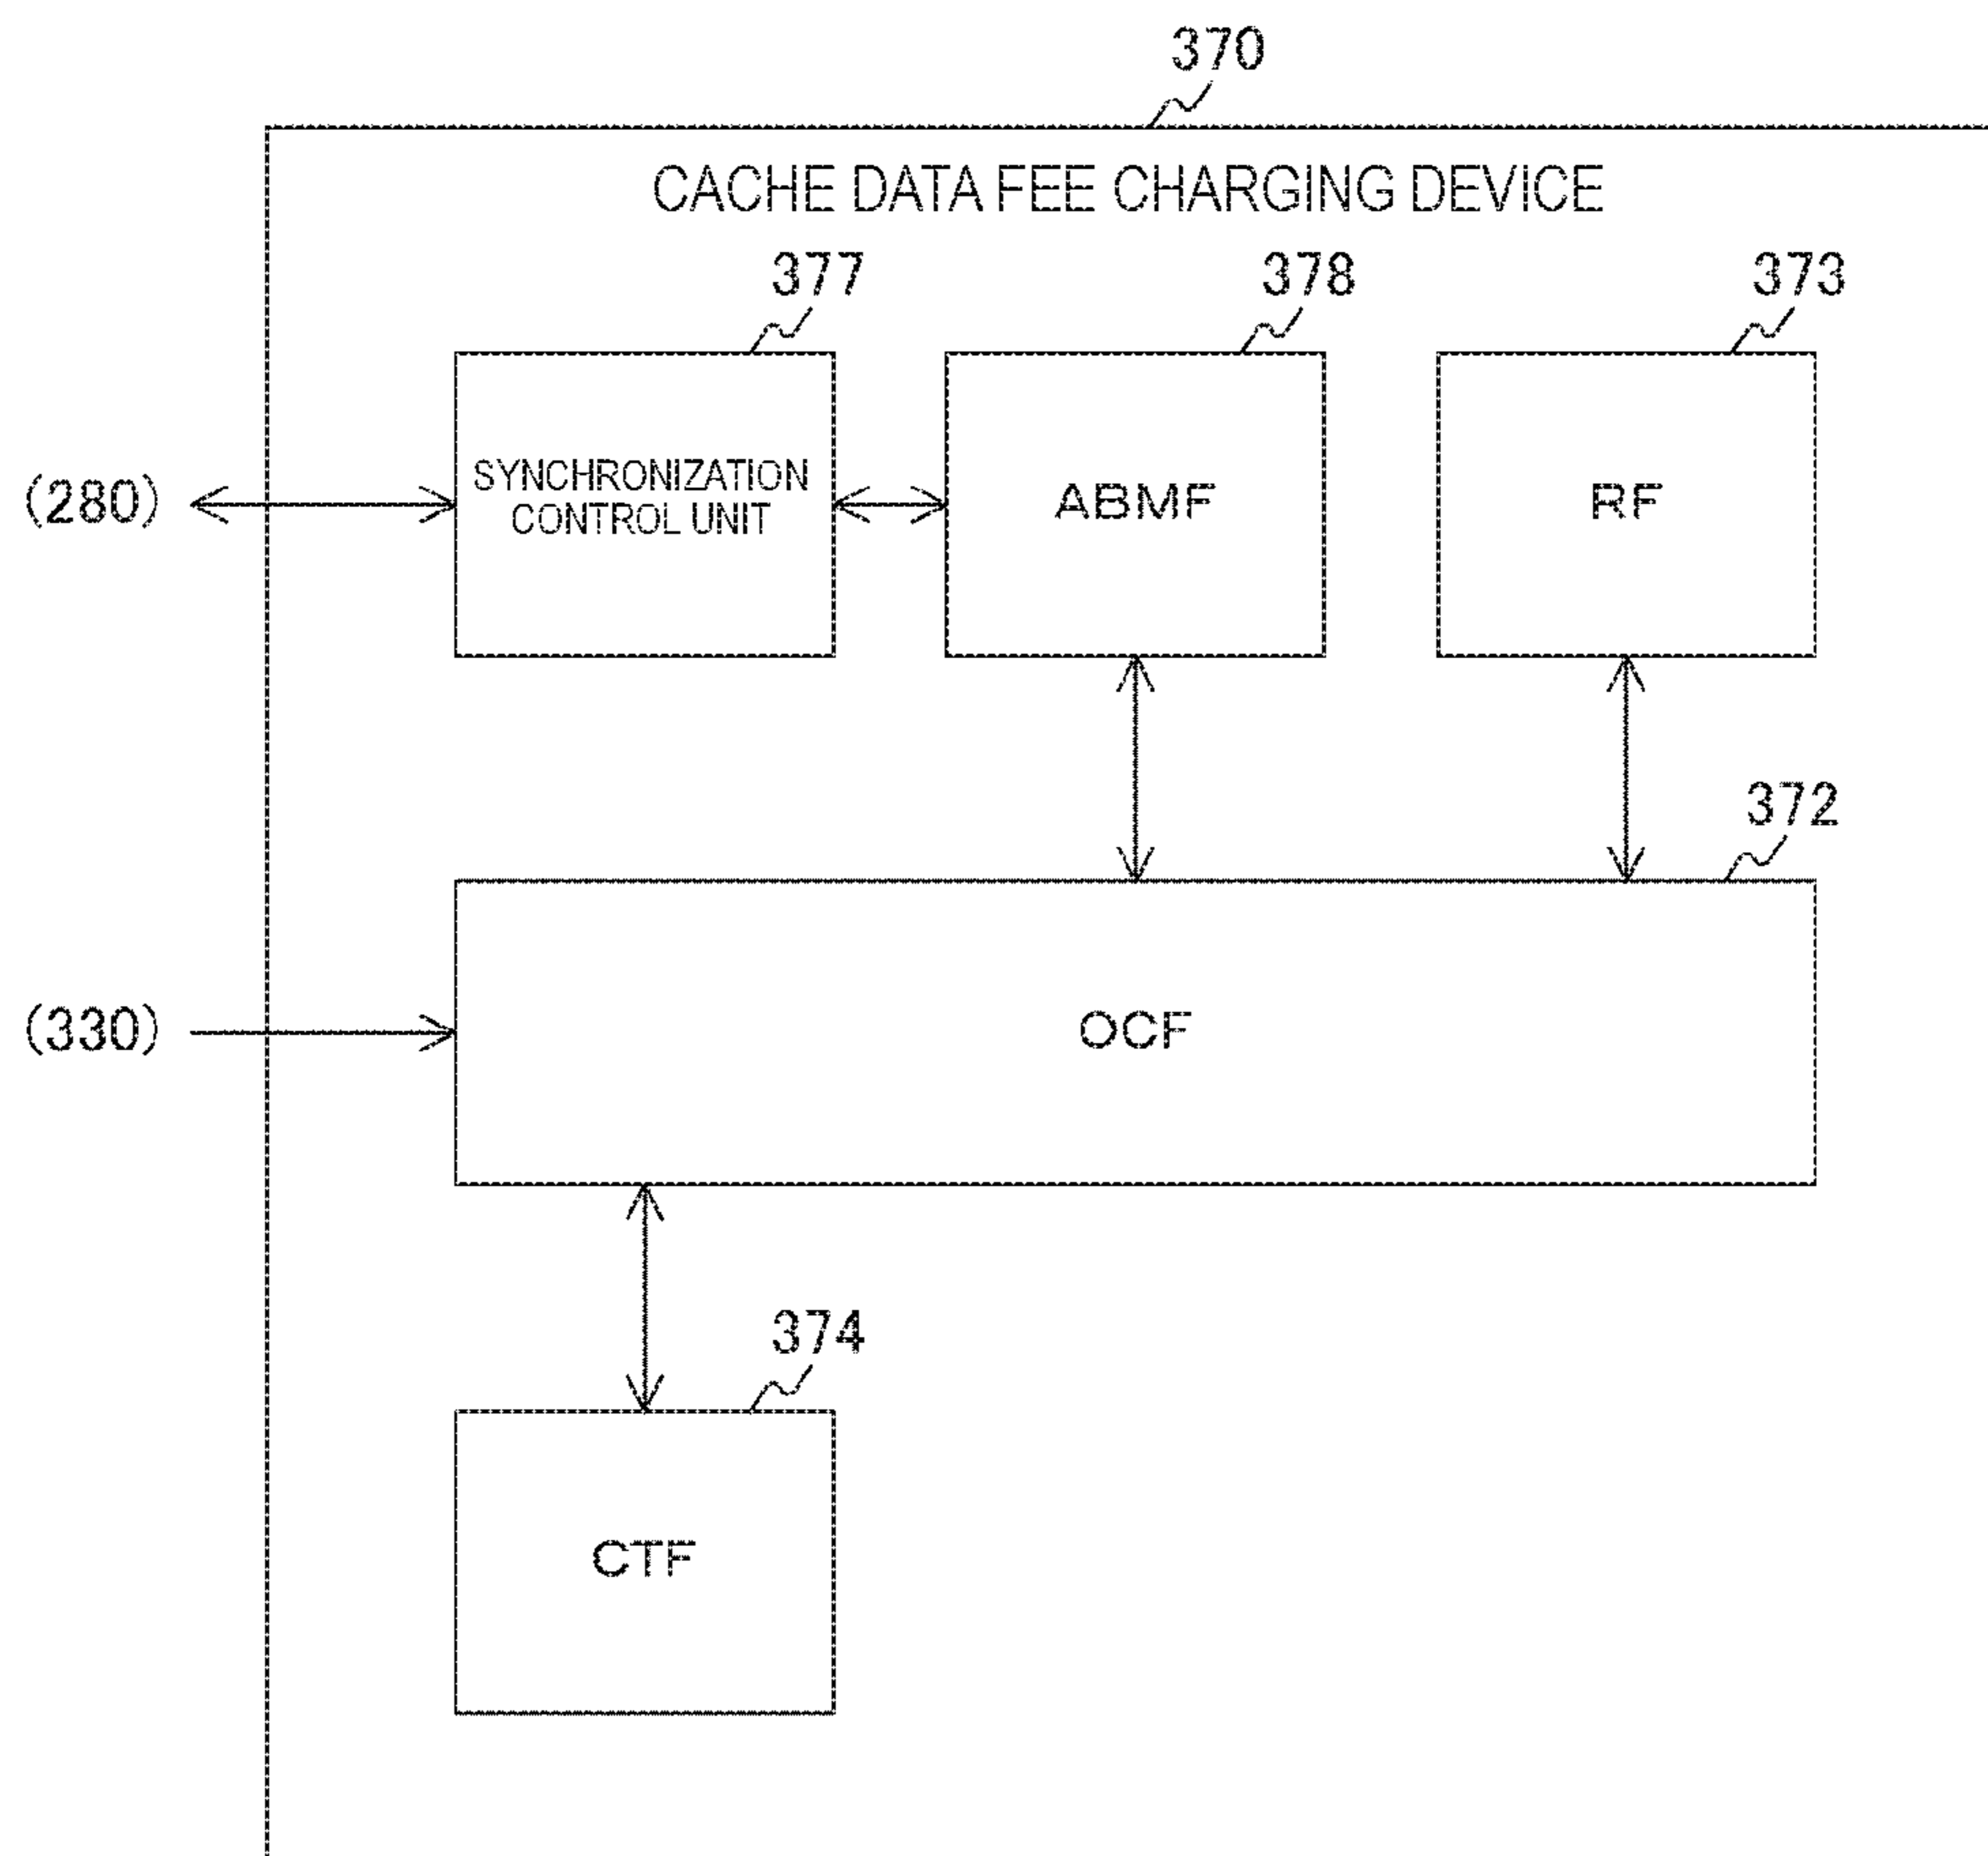 370
CACHE DATA FEE CHARGING DEVICE
377
378
373
(280)
SYNCHRONIZATION
CONTROL UNIT
ABMF
RF
372
(330)
OCF
374
CTF